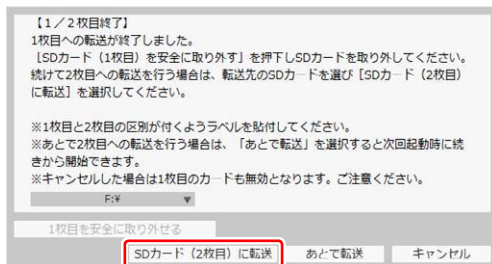 【1／2枚目終了】
1枚目への転送が終了しました。
［SDカード（1枚目）を安全に取り外す］を押下しSDカードを取り外してください。
続けて2枚目への転送を行う場合は、転送先のSDカードを選び［SDカード（2枚目）
に転送］を選択してください。
※1枚目と2枚目の区別が付くようラベルを貼付してください。
※あとで2枚目への転送を行う場合は、「あとで転送」を選択すると次回起動時に続
きから開始できます。
※キャンセルした場合は1枚目のカードも無効となります。ご注意ください。
F:¥ ▼
1枚目を安全に取り外せる
SDカード（2枚目）に転送 あとで転送 キャンセル